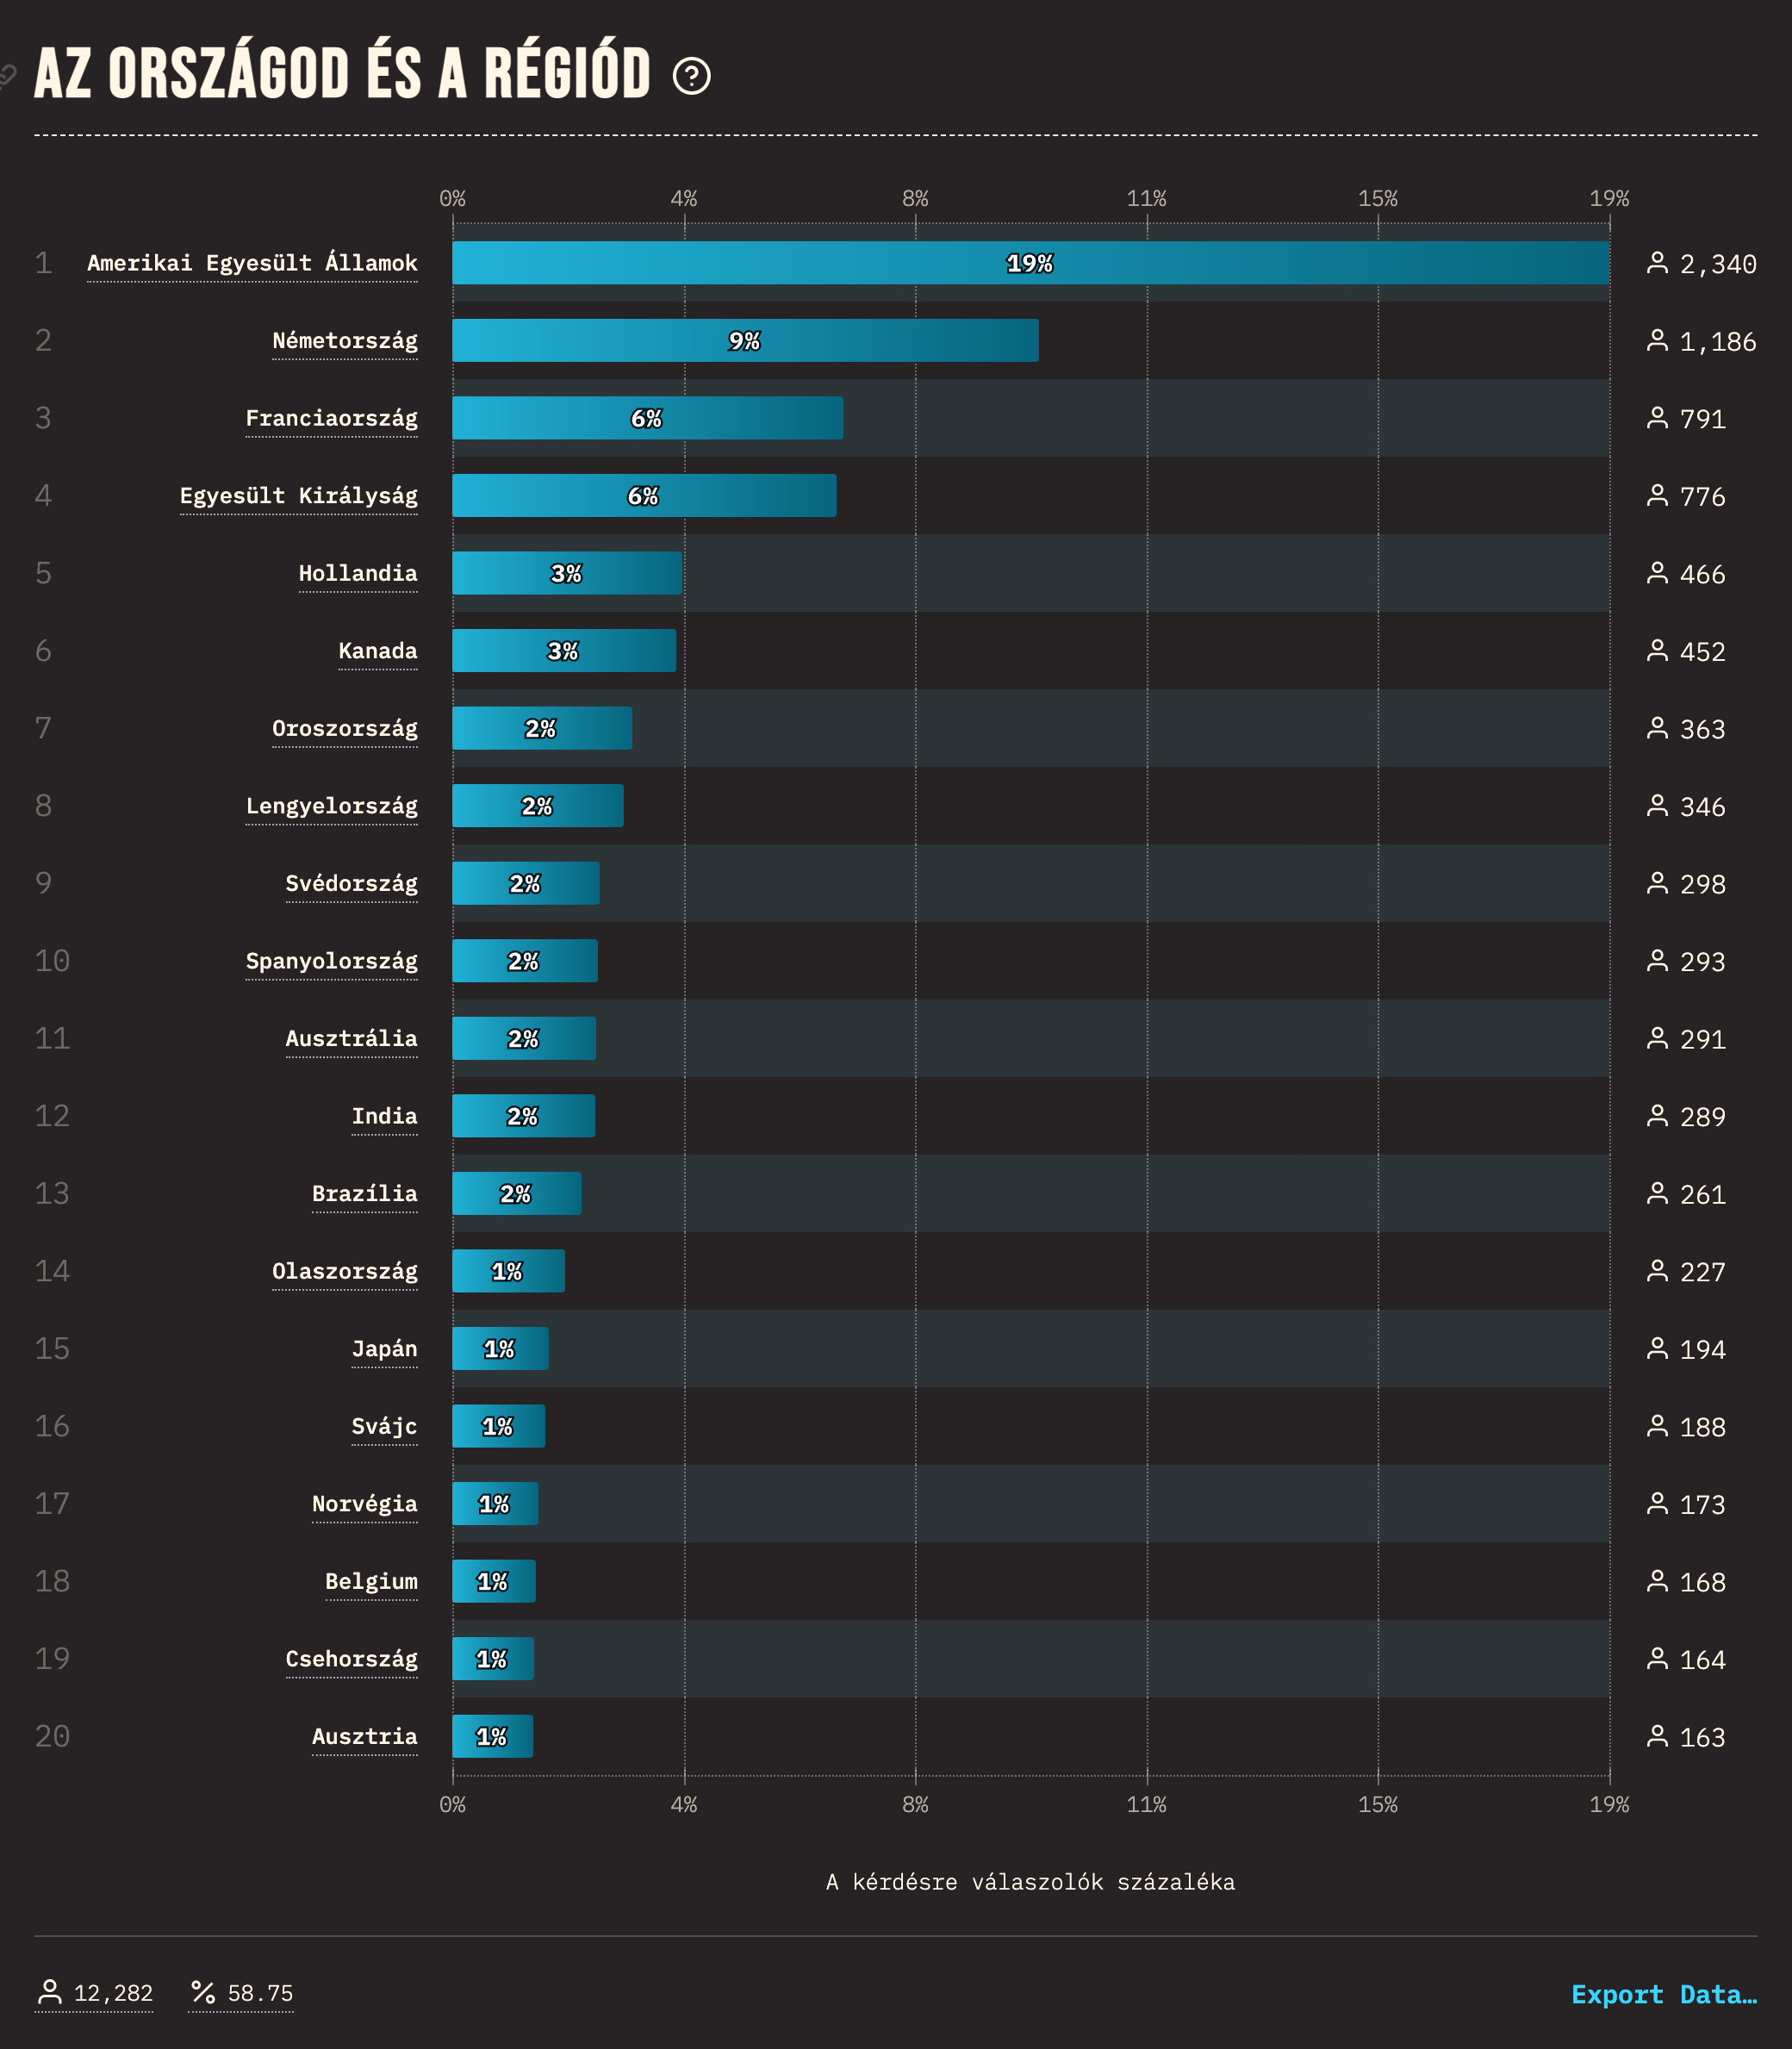 AZ ORSZÁGOD ÉS A RÉGIÓD ?
0% 4% 8% 11% 15% 19%
1 Amerikai Egyesült Államok 19% 2,340
2 Németország 9% 1,186
3 Franciaország 6% 791
4 Egyesült Királyság 6% 776
5 Hollandia 3% 466
6 Kanada 3% 452
7 Oroszország 2% 363
8 Lengyelország 2% 346
9 Svédország 2% 298
10 Spanyolország 2% 293
11 Ausztrália 2% 291
12 India 2% 289
13 Brazília 2% 261
14 Olaszország 1% 227
15 Japán 1% 194
16 Svájc 1% 188
17 Norvégia 1% 173
18 Belgium 1% 168
19 Csehország 1% 164
20 Ausztria 1% 163
0% 4% 8% 11% 15% 19%
A kérdésre válaszolók százaléka
12,282 % 58.75 Export Data…